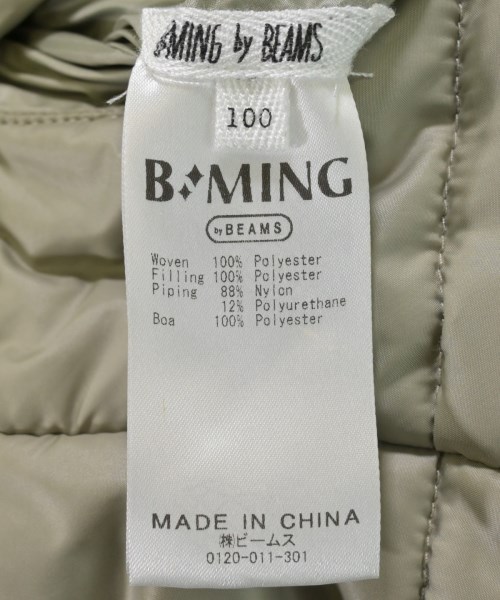 B MING by BEAMS
100
B MING
by BEAMS
Woven 100% Polyester
Filling 100% Polyester
Piping 88% Nylon
12% Polyurethane
Boa 100% Polyester
MADE IN CHINA
㈱ビームス
0120-011-301